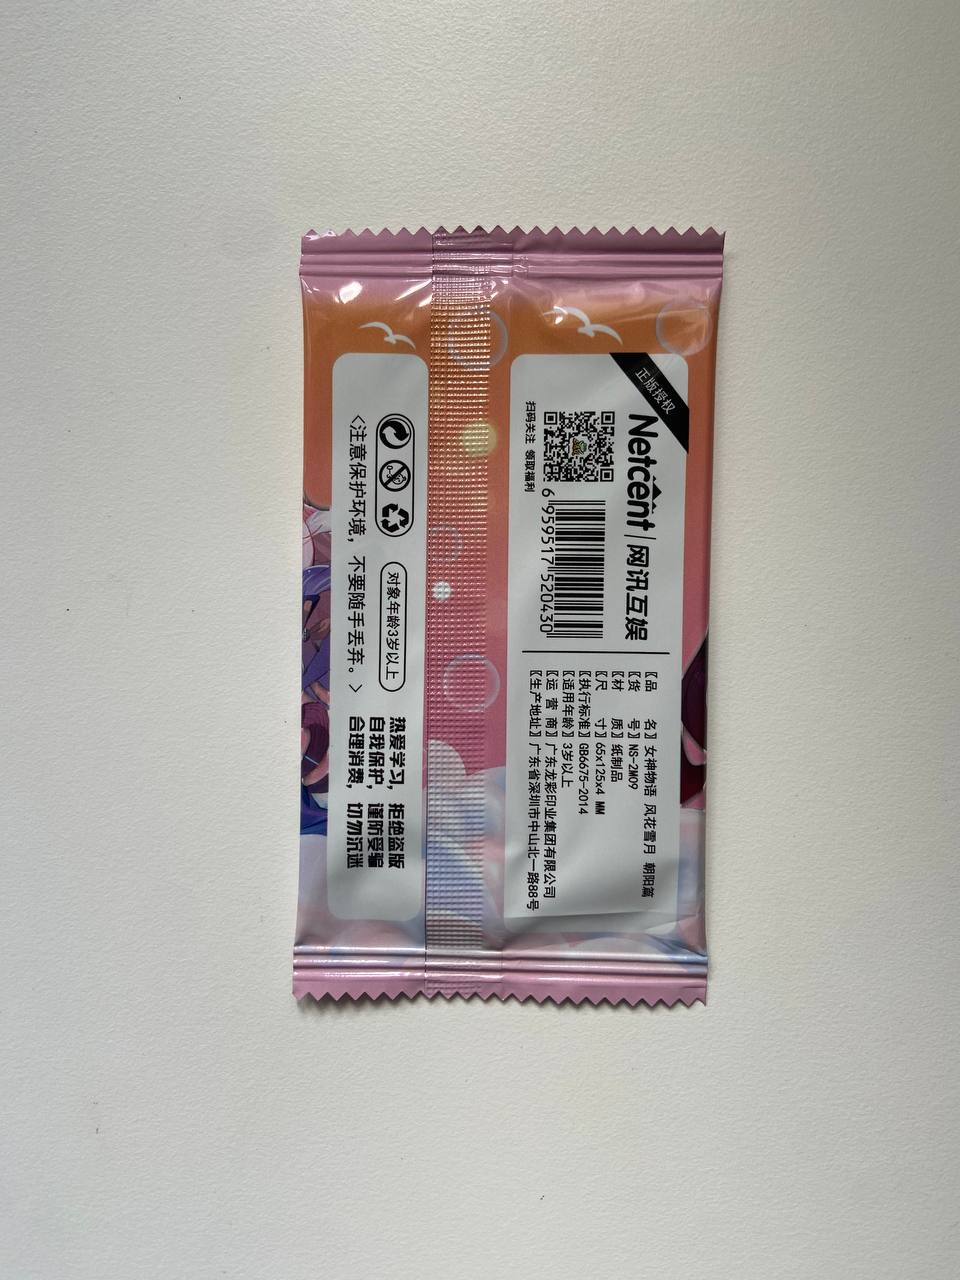 正版授权
Netcent | 网讯互娱
扫码关注 领取福利
6 959517 520430
〖品 名〗女神物语 风花雪月 朝阳篇
〖货 号〗NS-2M09
〖材 质〗纸制品
〖尺 寸〗65x125x4 MM
〖执行标准〗GB6675-2014
〖适用年龄〗3岁以上
〖运 营 商〗广东龙彩印业集团有限公司
〖生产地址〗广东省深圳市中山北一路88号
0-3
对象年龄3岁以上
<注意保护环境，不要随手丢弃。>
热爱学习，拒绝盗版
自我保护，谨防受骗
合理消费，切勿沉迷